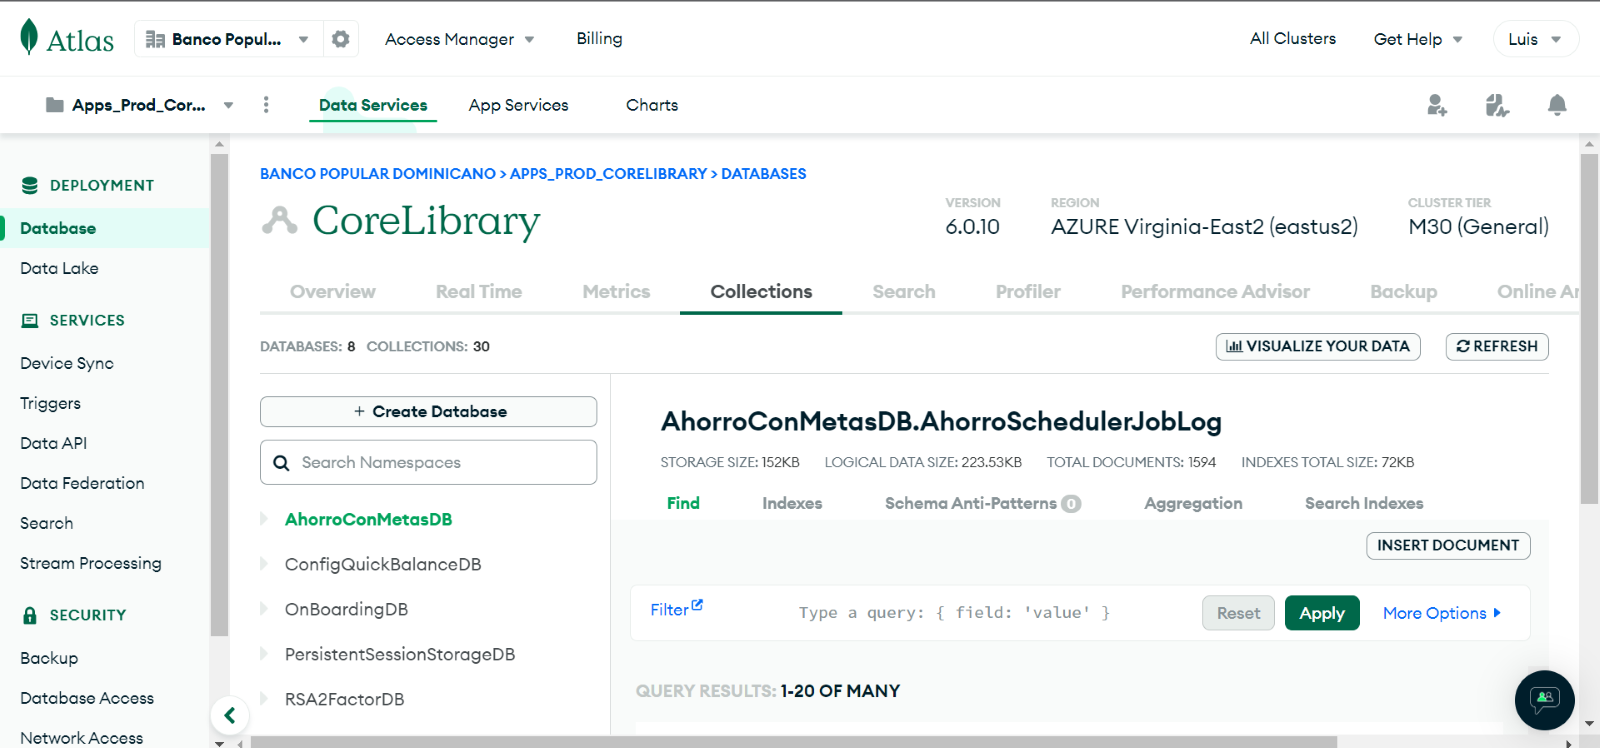 Atlas
Banco Popul...
Access Manager
Billing
All Clusters
Get Help
Luis
Apps_Prod_Cor...
Data Services
App Services
Charts
DEPLOYMENT
Database
Data Lake
SERVICES
Device Sync
Triggers
Data API
Data Federation
Search
Stream Processing
SECURITY
Backup
Database Access
Network Access
BANCO POPULAR DOMINICANO > APPS_PROD_CORELIBRARY > DATABASES
CoreLibrary
VERSION
6.0.10
REGION
AZURE Virginia-East2 (eastus2)
CLUSTER TIER
M30 (General)
Overview
Real Time
Metrics
Collections
Search
Profiler
Performance Advisor
Backup
Online Ar
DATABASES: 8 COLLECTIONS: 30
VISUALIZE YOUR DATA
REFRESH
+ Create Database
Search Namespaces
AhorroConMetasDB
ConfigQuickBalanceDB
OnBoardingDB
PersistentSessionStorageDB
RSA2FactorDB
AhorroConMetasDB.AhorroSchedulerJobLog
STORAGE SIZE: 152KB LOGICAL DATA SIZE: 223.53KB TOTAL DOCUMENTS: 1594 INDEXES TOTAL SIZE: 72KB
Find
Indexes
Schema Anti-Patterns 0
Aggregation
Search Indexes
INSERT DOCUMENT
Filter
Type a query: { field: 'value' }
Reset
Apply
More Options
QUERY RESULTS: 1-20 OF MANY